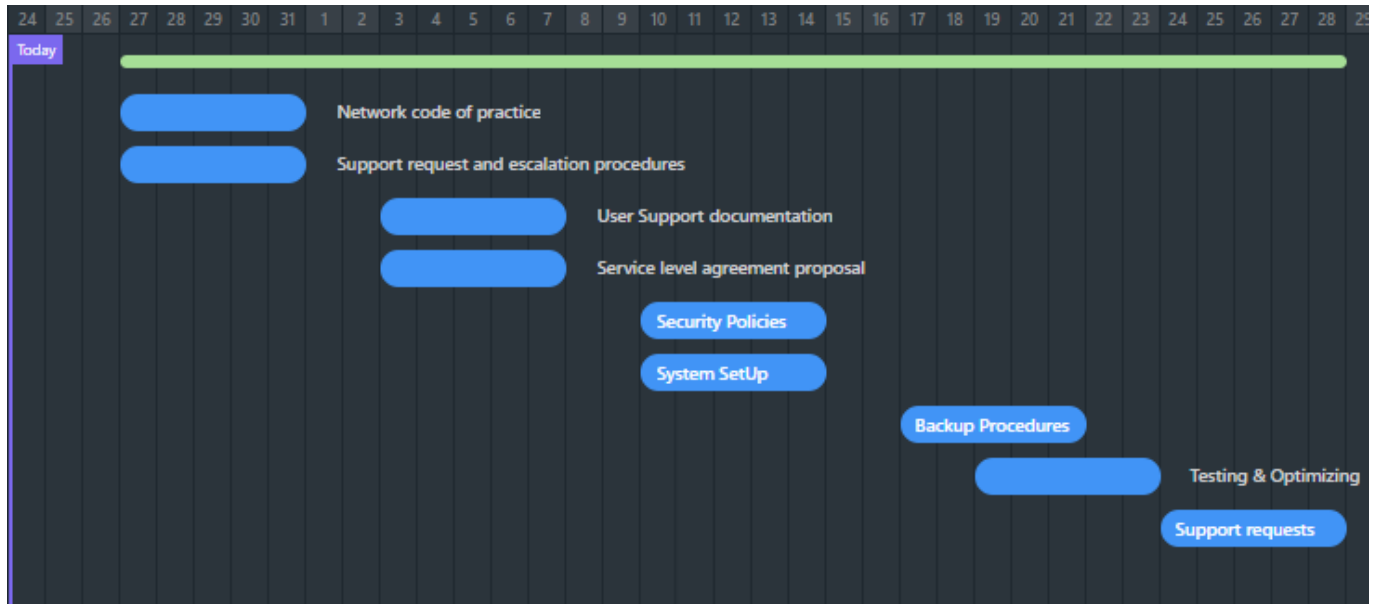 24 25 26 27 28 29 30 31 1 2 3 4 5 6 7 8 9 10 11 12 13 14 15 16 17 18 19 20 21 22 23 24 25 26 27 28 29
Today
Network code of practice
Support request and escalation procedures
User Support documentation
Service level agreement proposal
Security Policies
System SetUp
Backup Procedures
Testing & Optimizing
Support requests